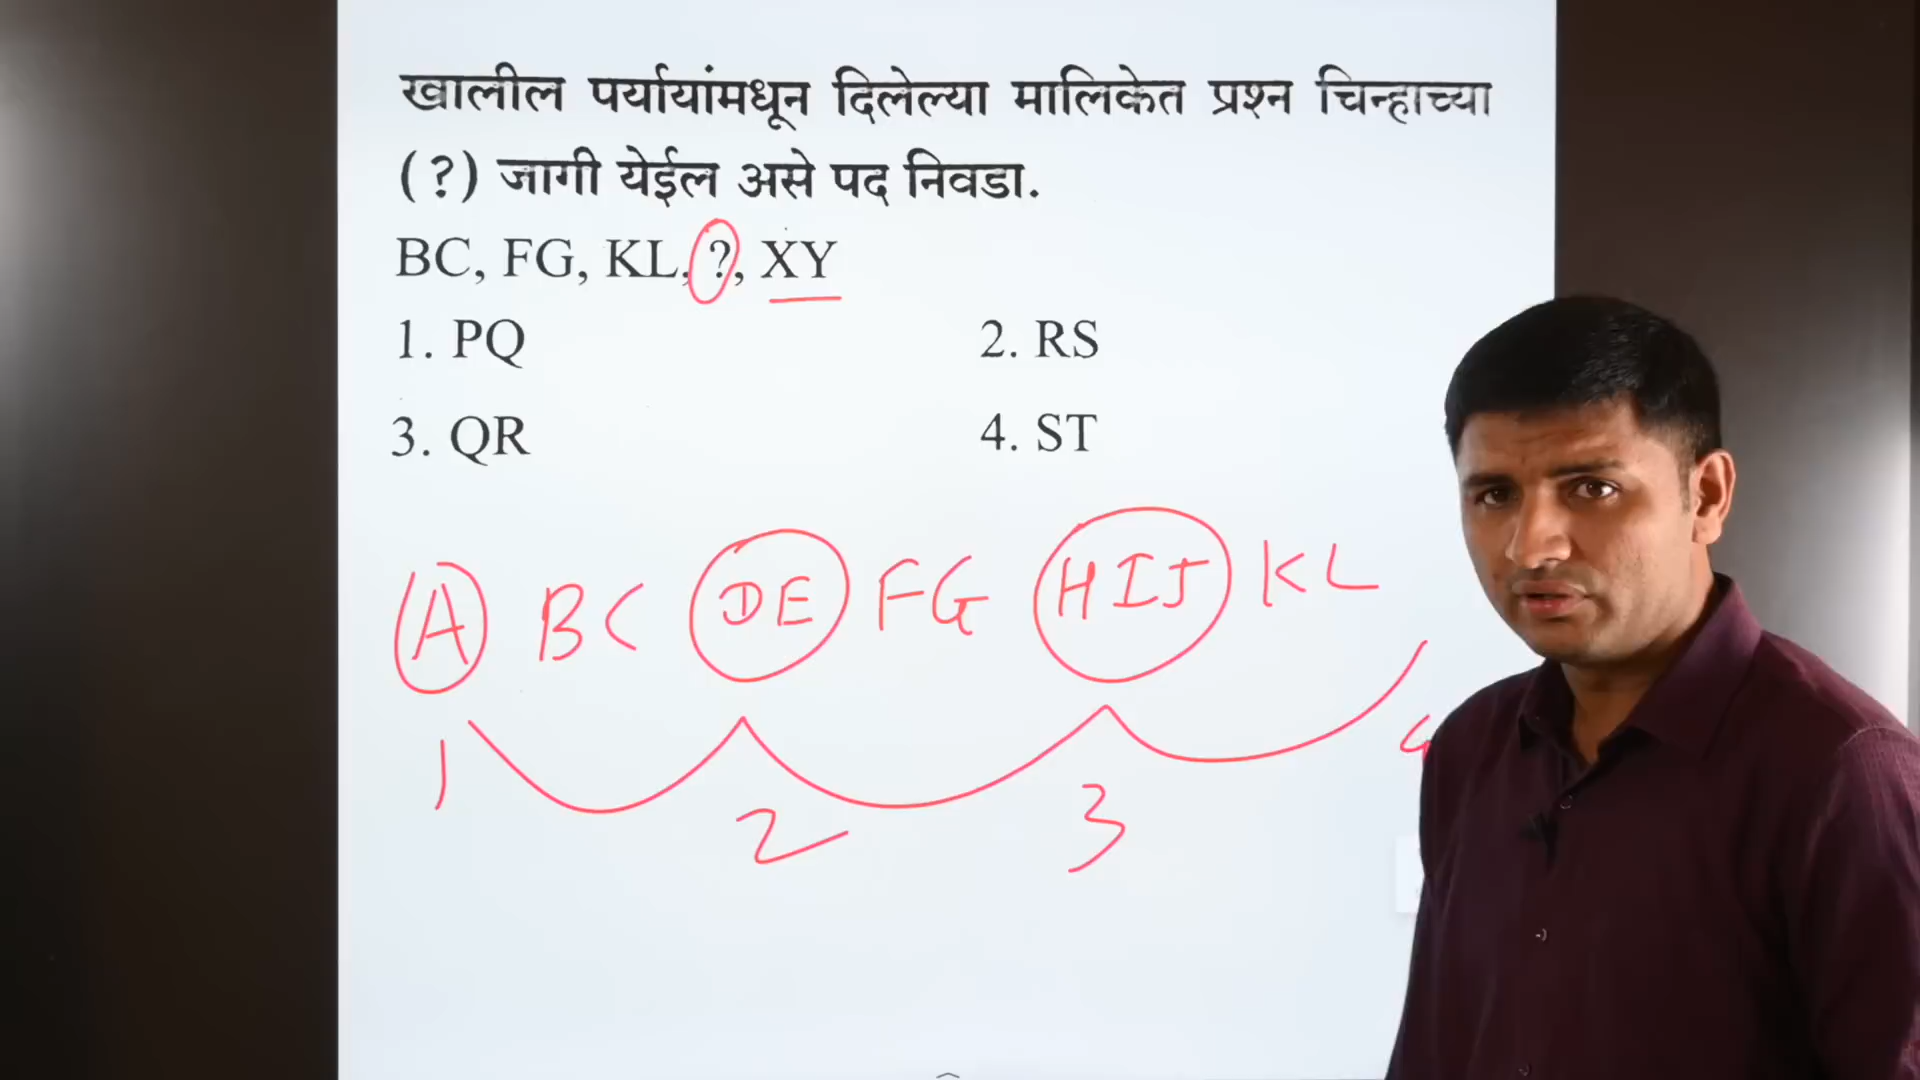 खालील पर्यायांमधून दिलेल्या मालिकेत प्रश्न चिन्हाच्या
(?) जागी येईल असे पद निवडा.
BC, FG, KL, ?, XY
1. PQ 2. RS
3. QR 4. ST
A BC DE FG HIJ KL
1 2 3 4